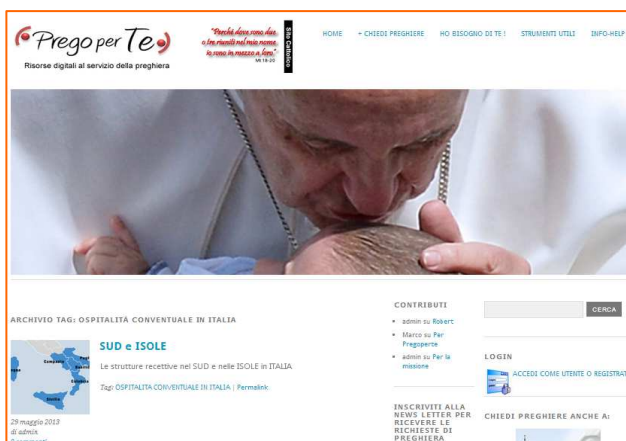 Prego per Te
Risorse digitali al servizio della preghiera
"Perché dove sono due
o tre riuniti nel mio nome,
io sono in mezzo a loro"
Mt 18-20
Sito Cattolico
HOME
+ CHIEDI PREGHIERE
HO BISOGNO DI TE !
STRUMENTI UTILI
INFO-HELP
ARCHIVIO TAG: OSPITALITÀ CONVENTUALE IN ITALIA
SUD e ISOLE
Le strutture recettive nel SUD e nelle ISOLE in ITALIA
Tag: OSPITALITA CONVENTUALE IN ITALIA | Permalink
29 maggio 2013
di admin
CONTRIBUTI
admin su Robert
Marco su Per
Pregoperte
admin su Per la
missione
INSCRIVITI ALLA
NEWS LETTER PER
RICEVERE LE
RICHIESTE DI
PREGHIERA
CERCA
LOGIN
ACCEDI COME UTENTE O REGISTRAT
CHIEDI PREGHIERE ANCHE A: